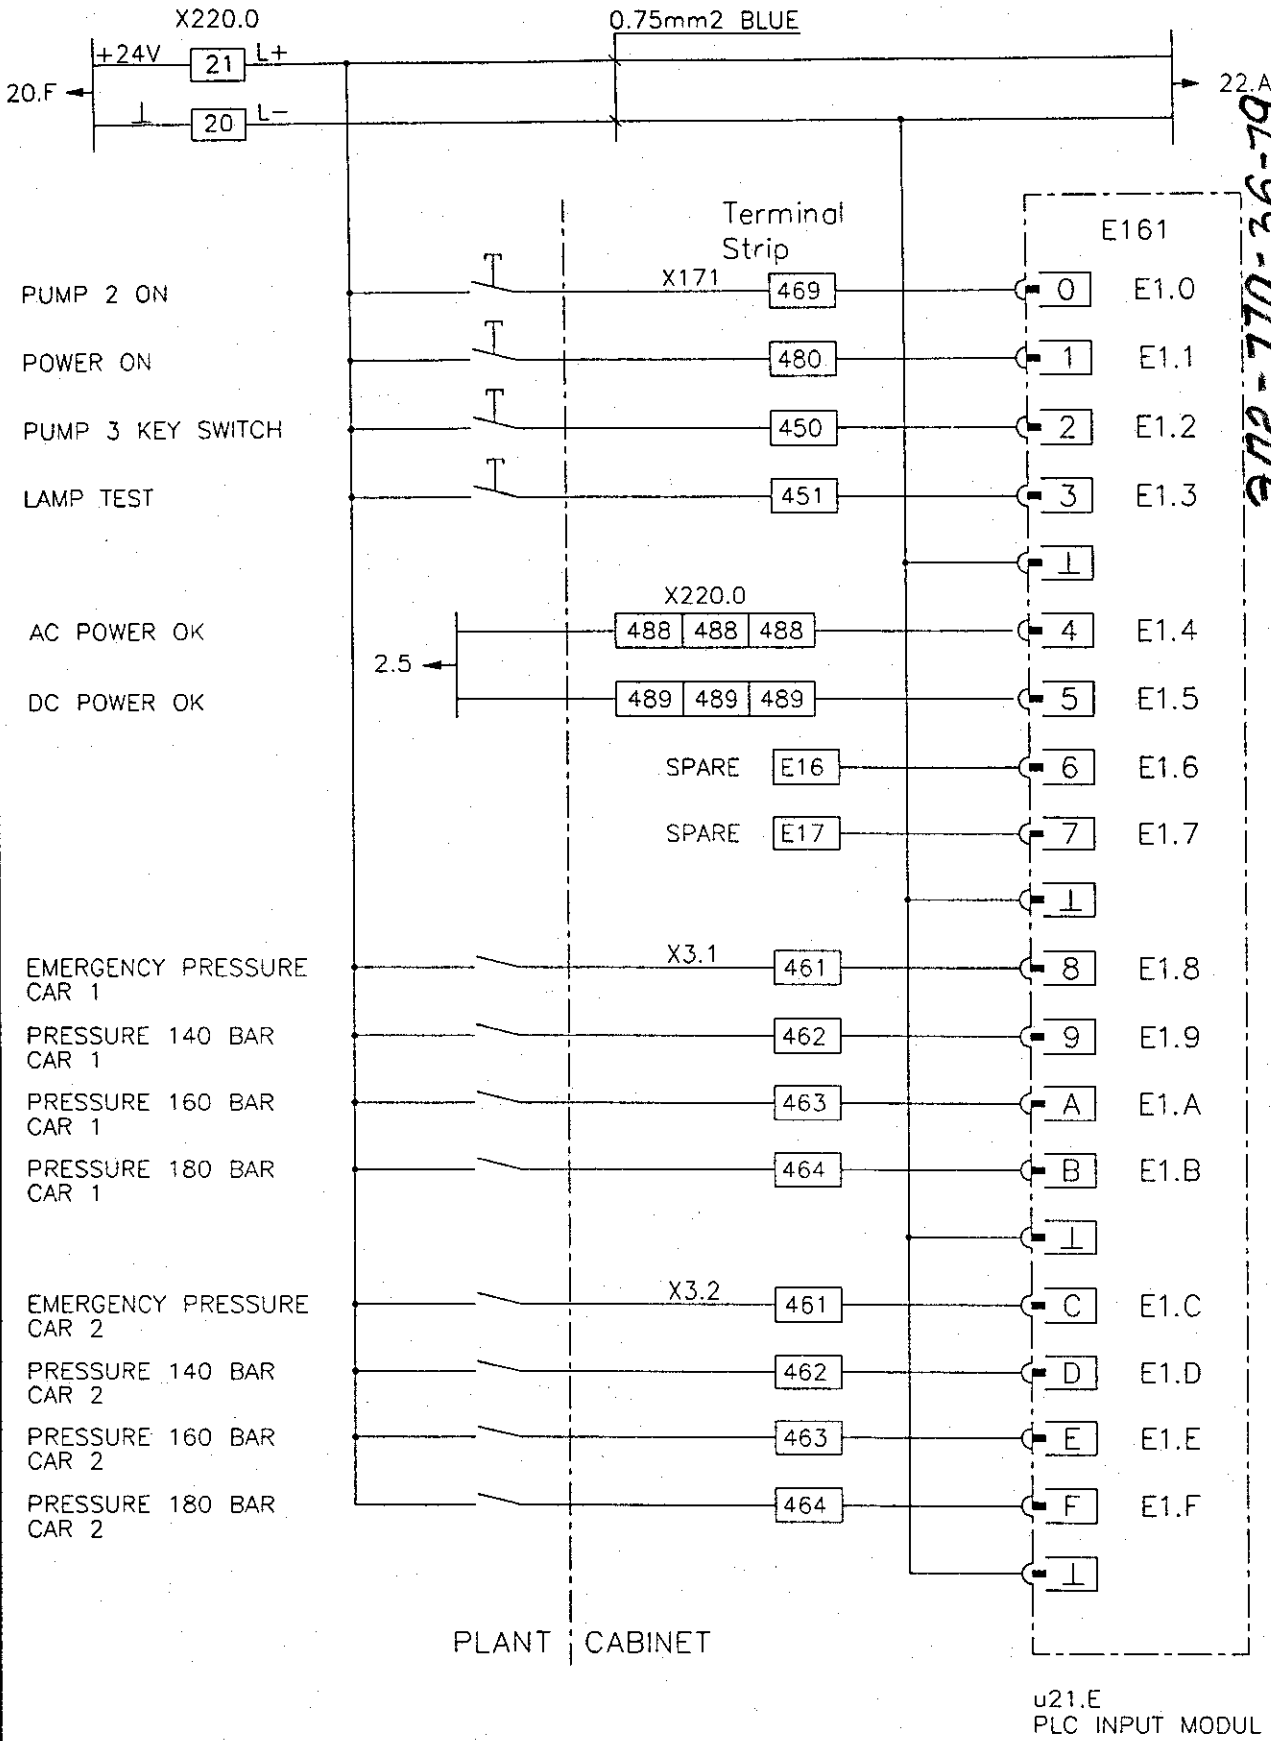 X220.0
0.75mm2 BLUE
+24V 21 L+
20.F
22.A
⊥ 20 L-
Terminal
Strip
E161
PUMP 2 ON X171 469 0 E1.0
POWER ON 480 1 E1.1
PUMP 3 KEY SWITCH 450 2 E1.2
LAMP TEST 451 3 E1.3
⊥
X220.0
AC POWER OK 488 488 488 4 E1.4
2.5
DC POWER OK 489 489 489 5 E1.5
SPARE E16 6 E1.6
SPARE E17 7 E1.7
⊥
EMERGENCY PRESSURE X3.1 461 8 E1.8
CAR 1
PRESSURE 140 BAR 462 9 E1.9
CAR 1
PRESSURE 160 BAR 463 A E1.A
CAR 1
PRESSURE 180 BAR 464 B E1.B
CAR 1
⊥
EMERGENCY PRESSURE X3.2 461 C E1.C
CAR 2
PRESSURE 140 BAR 462 D E1.D
CAR 2
PRESSURE 160 BAR 463 E E1.E
CAR 2
PRESSURE 180 BAR 464 F E1.F
CAR 2
⊥
PLANT CABINET
u21.E
PLC INPUT MODUL